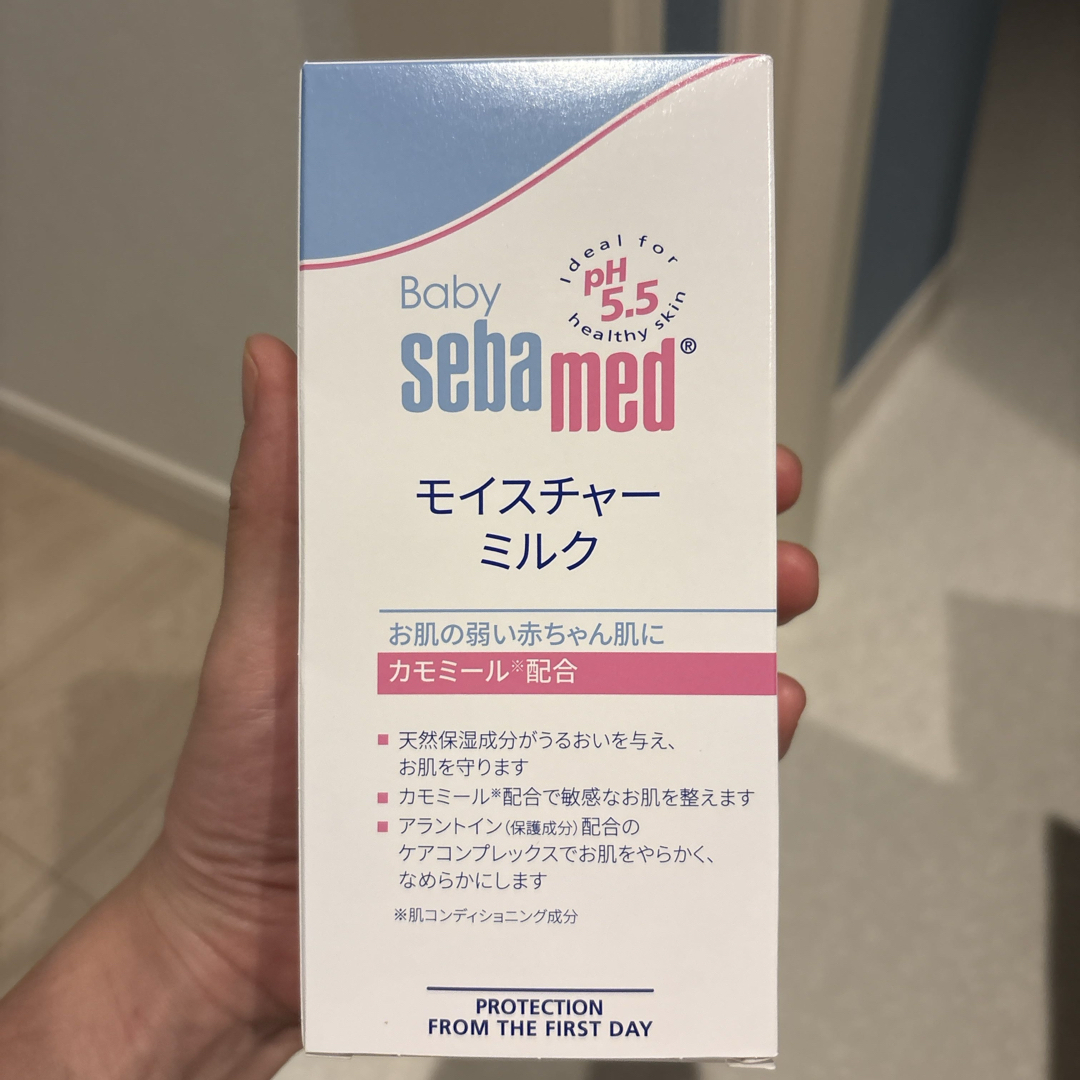 Baby
sebamed®
Ideal for
pH
5.5
healthy skin
モイスチャー
ミルク
お肌の弱い赤ちゃん肌に
カモミール※配合
天然保湿成分がうるおいを与え、
お肌を守ります
カモミール※配合で敏感なお肌を整えます
アラントイン(保護成分)配合の
ケアコンプレックスでお肌をやらかく、
なめらかにします
※肌コンディショニング成分
PROTECTION
FROM THE FIRST DAY